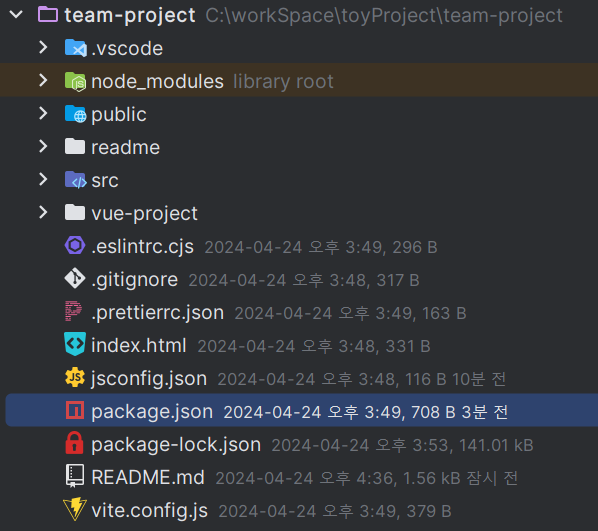 team-project C:\workSpace\toyProject\team-project
.vscode
node_modules library root
public
readme
src
vue-project
.eslintrc.cjs 2024-04-24 오후 3:49, 296 B
.gitignore 2024-04-24 오후 3:48, 317 B
.prettierrc.json 2024-04-24 오후 3:49, 163 B
index.html 2024-04-24 오후 3:48, 331 B
jsconfig.json 2024-04-24 오후 3:48, 116 B 10분 전
package.json 2024-04-24 오후 3:49, 708 B 3분 전
package-lock.json 2024-04-24 오후 3:53, 141.01 kB
README.md 2024-04-24 오후 4:36, 1.56 kB 잠시 전
vite.config.js 2024-04-24 오후 3:49, 379 B